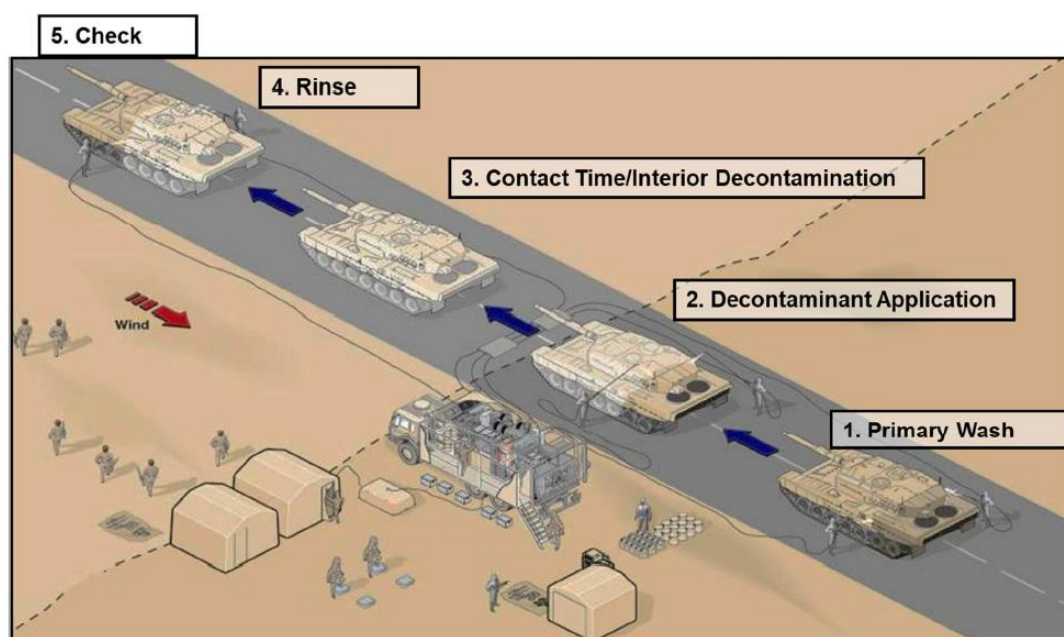 5. Check
4. Rinse
3. Contact Time/Interior Decontamination
2. Decontaminant Application
Wind
1. Primary Wash